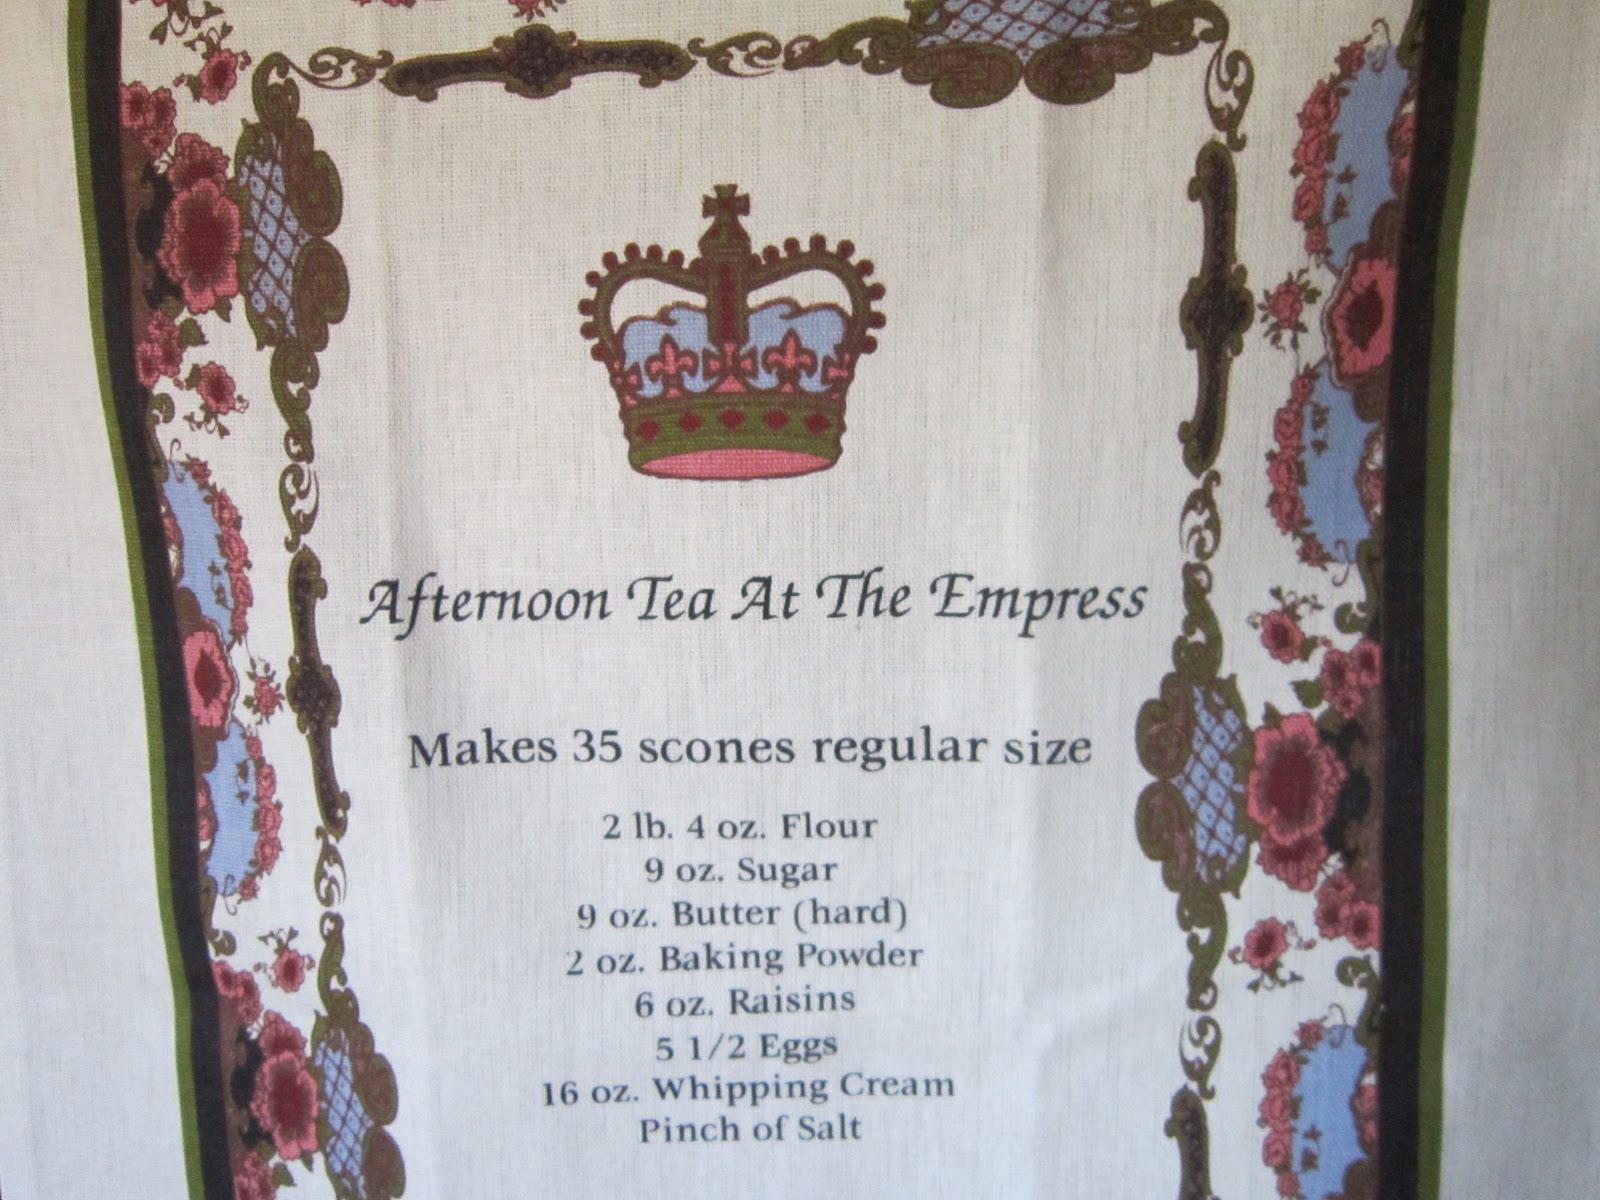 Afternoon Tea At The Empress
Makes 35 scones regular size
2 lb. 4 oz. Flour
9 oz. Sugar
9 oz. Butter (hard)
2 oz. Baking Powder
6 oz. Raisins
5 1/2 Eggs
16 oz. Whipping Cream
Pinch of Salt